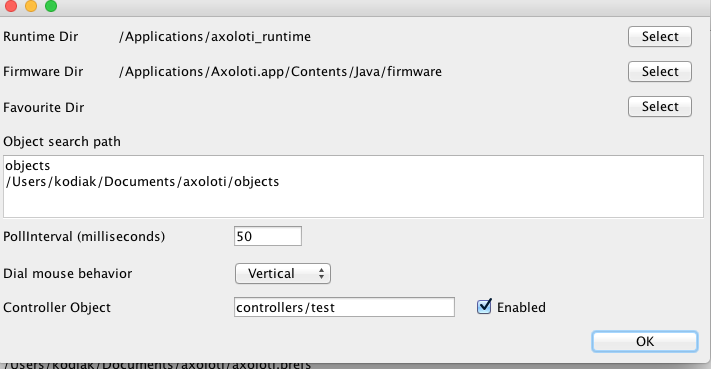 Runtime Dir /Applications/axoloti_runtime Select
Firmware Dir /Applications/Axoloti.app/Contents/Java/firmware Select
Favourite Dir Select
Object search path
objects
/Users/kodiak/Documents/axoloti/objects
PollInterval (milliseconds) 50
Dial mouse behavior Vertical
Controller Object controllers/test Enabled
OK
/Users/kodiak/Documents/axoloti/axoloti.prefs